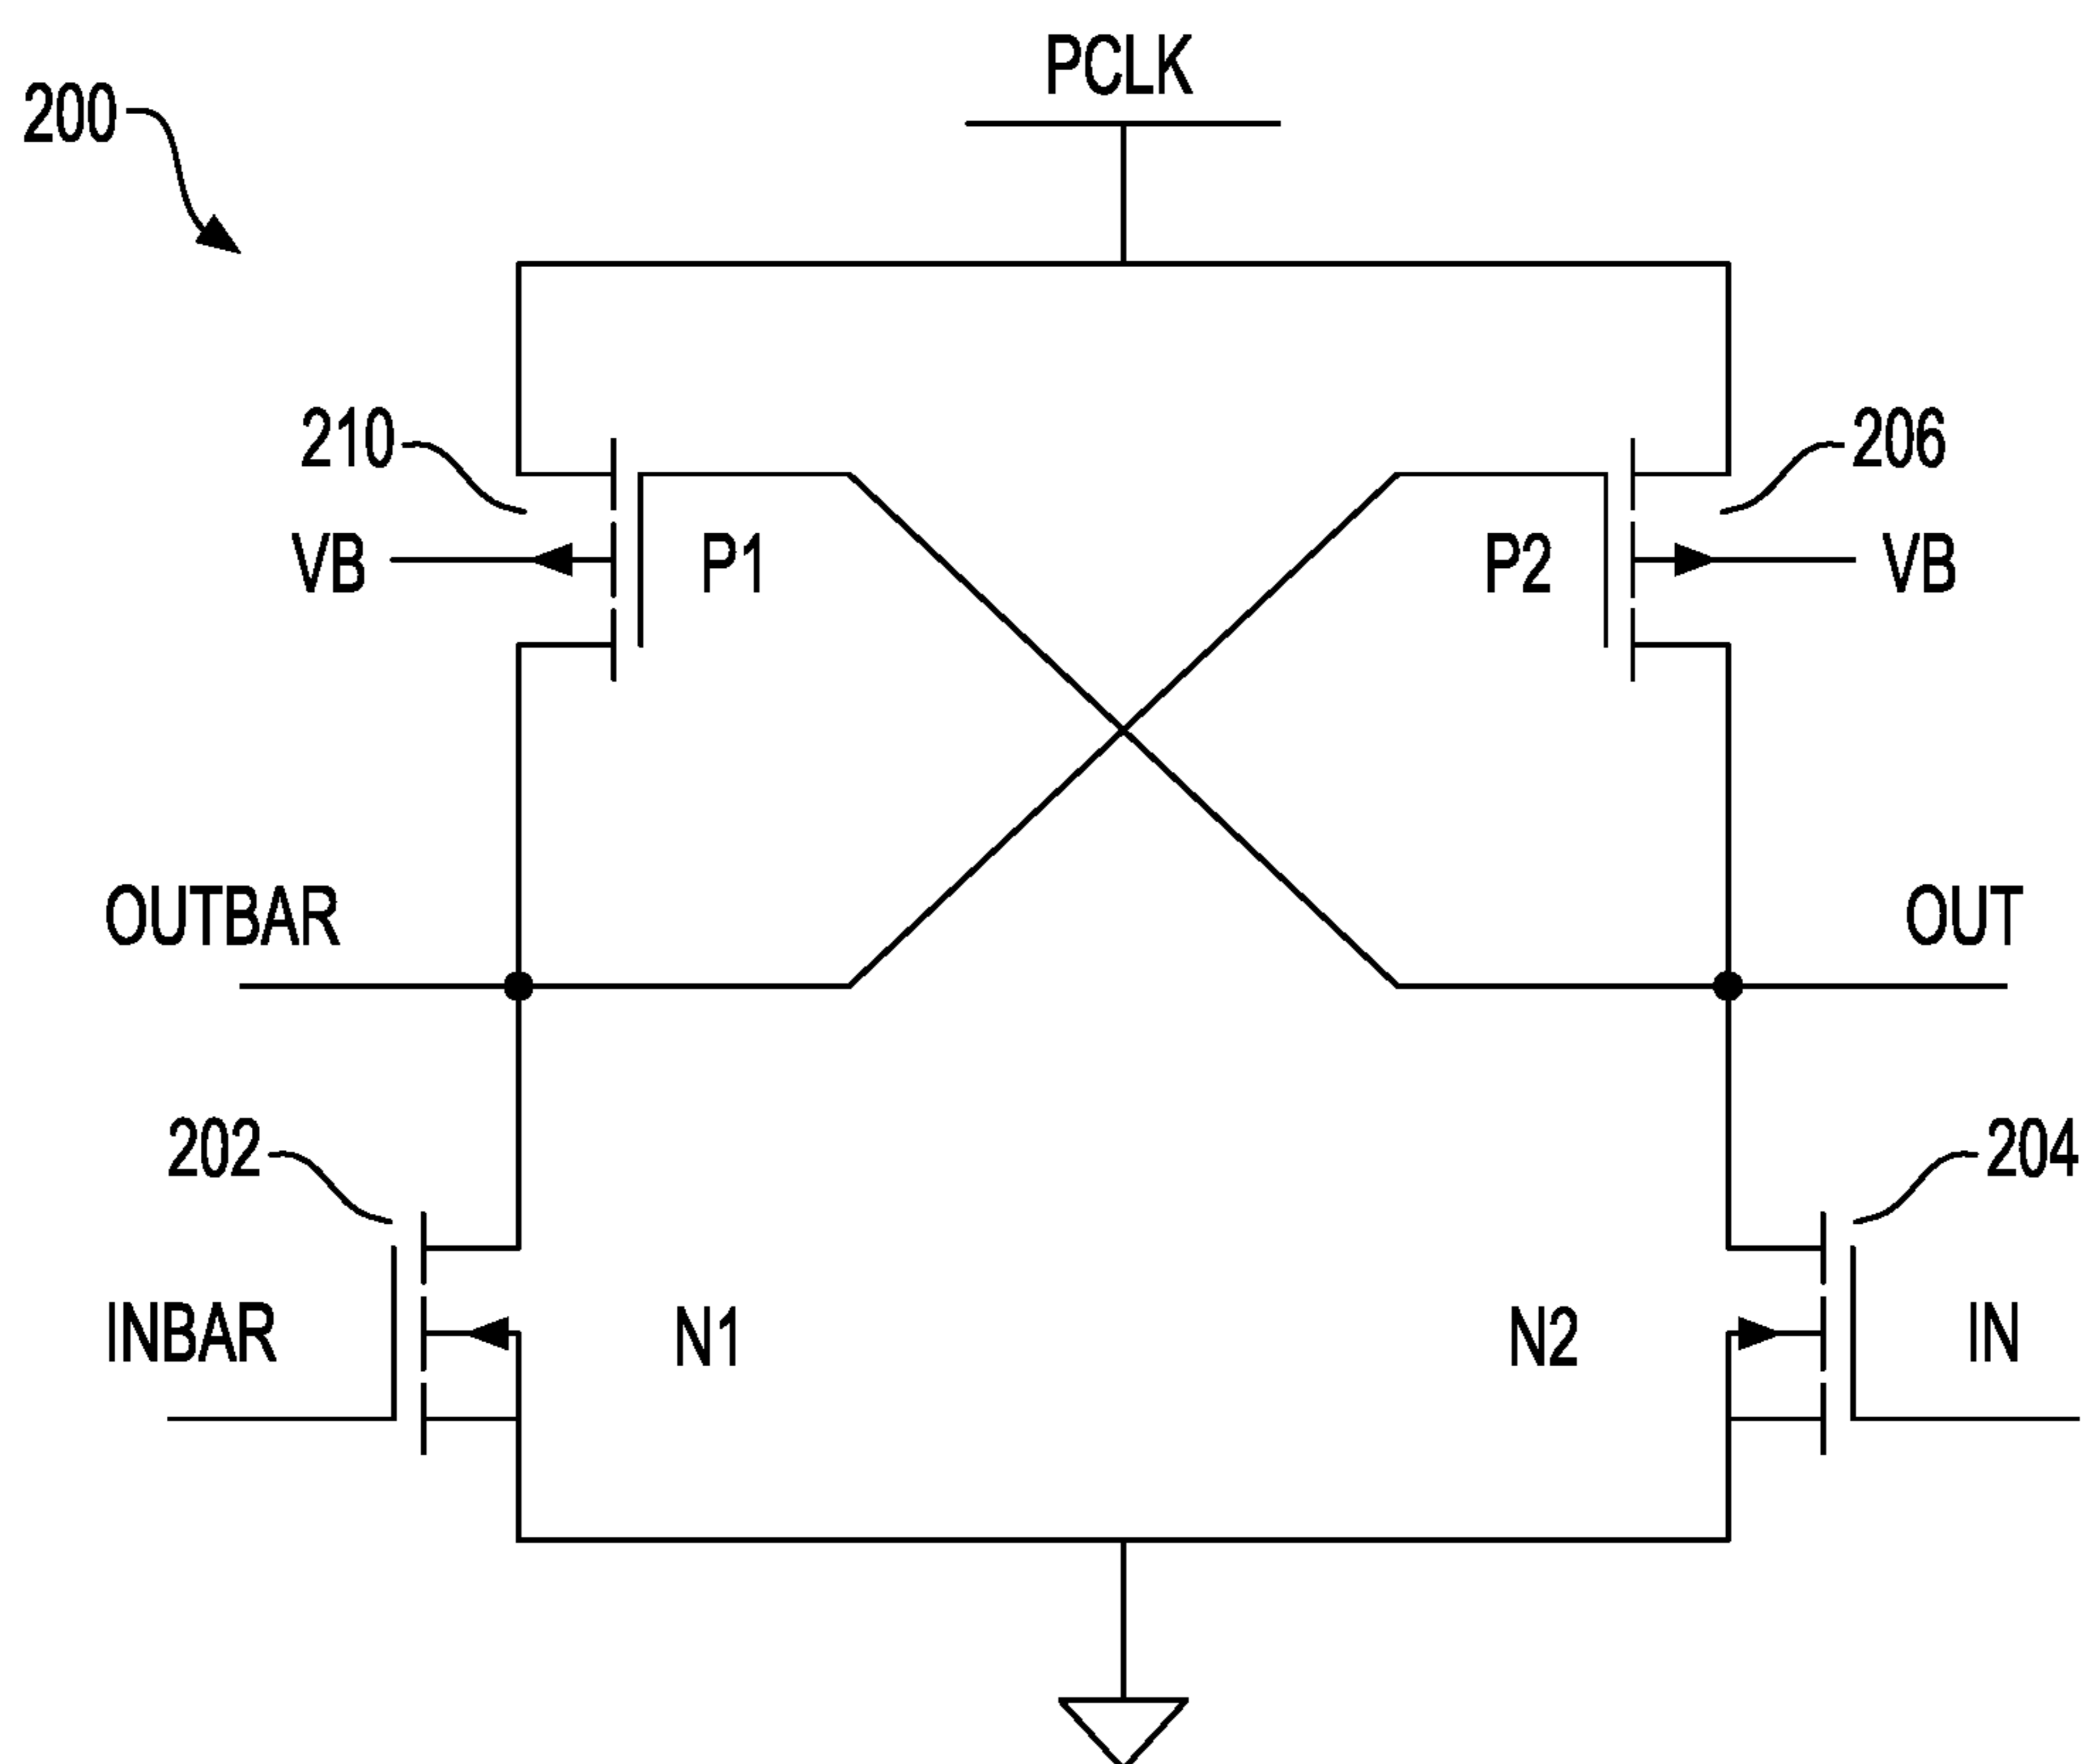 PCLK
200
210
206
VB
P1
P2
VB
OUTBAR
OUT
202
204
INBAR
N1
N2
IN